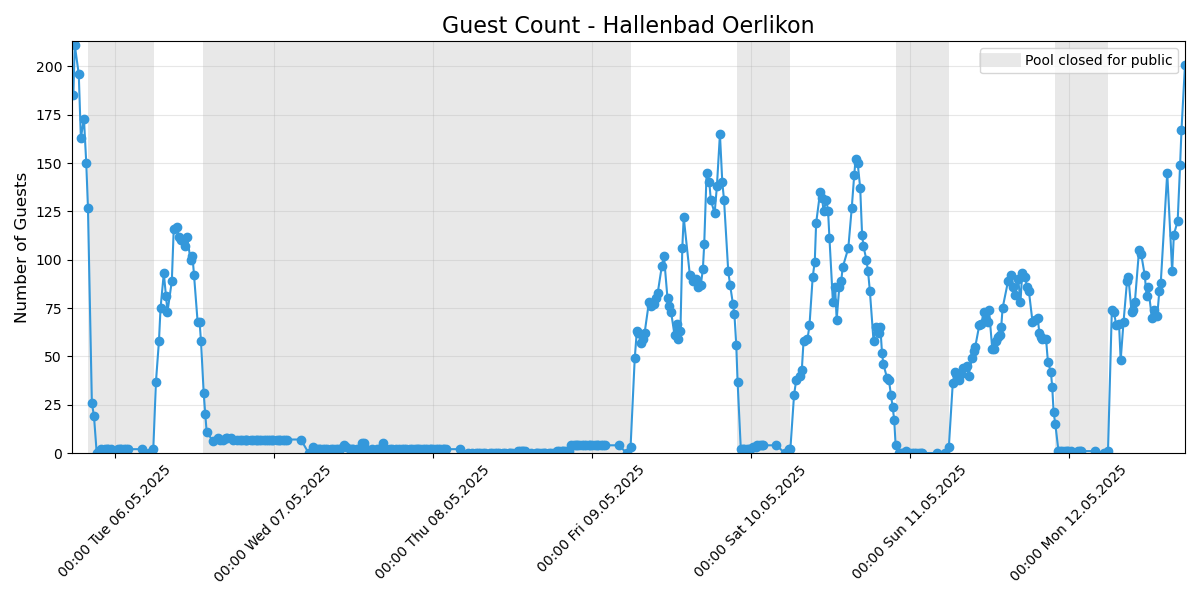 Guest Count - Hallenbad Oerlikon
Pool closed for public
Number of Guests
200
175
150
125
100
75
50
25
0
00:00 Tue 06.05.2025
00:00 Wed 07.05.2025
00:00 Thu 08.05.2025
00:00 Fri 09.05.2025
00:00 Sat 10.05.2025
00:00 Sun 11.05.2025
00:00 Mon 12.05.2025